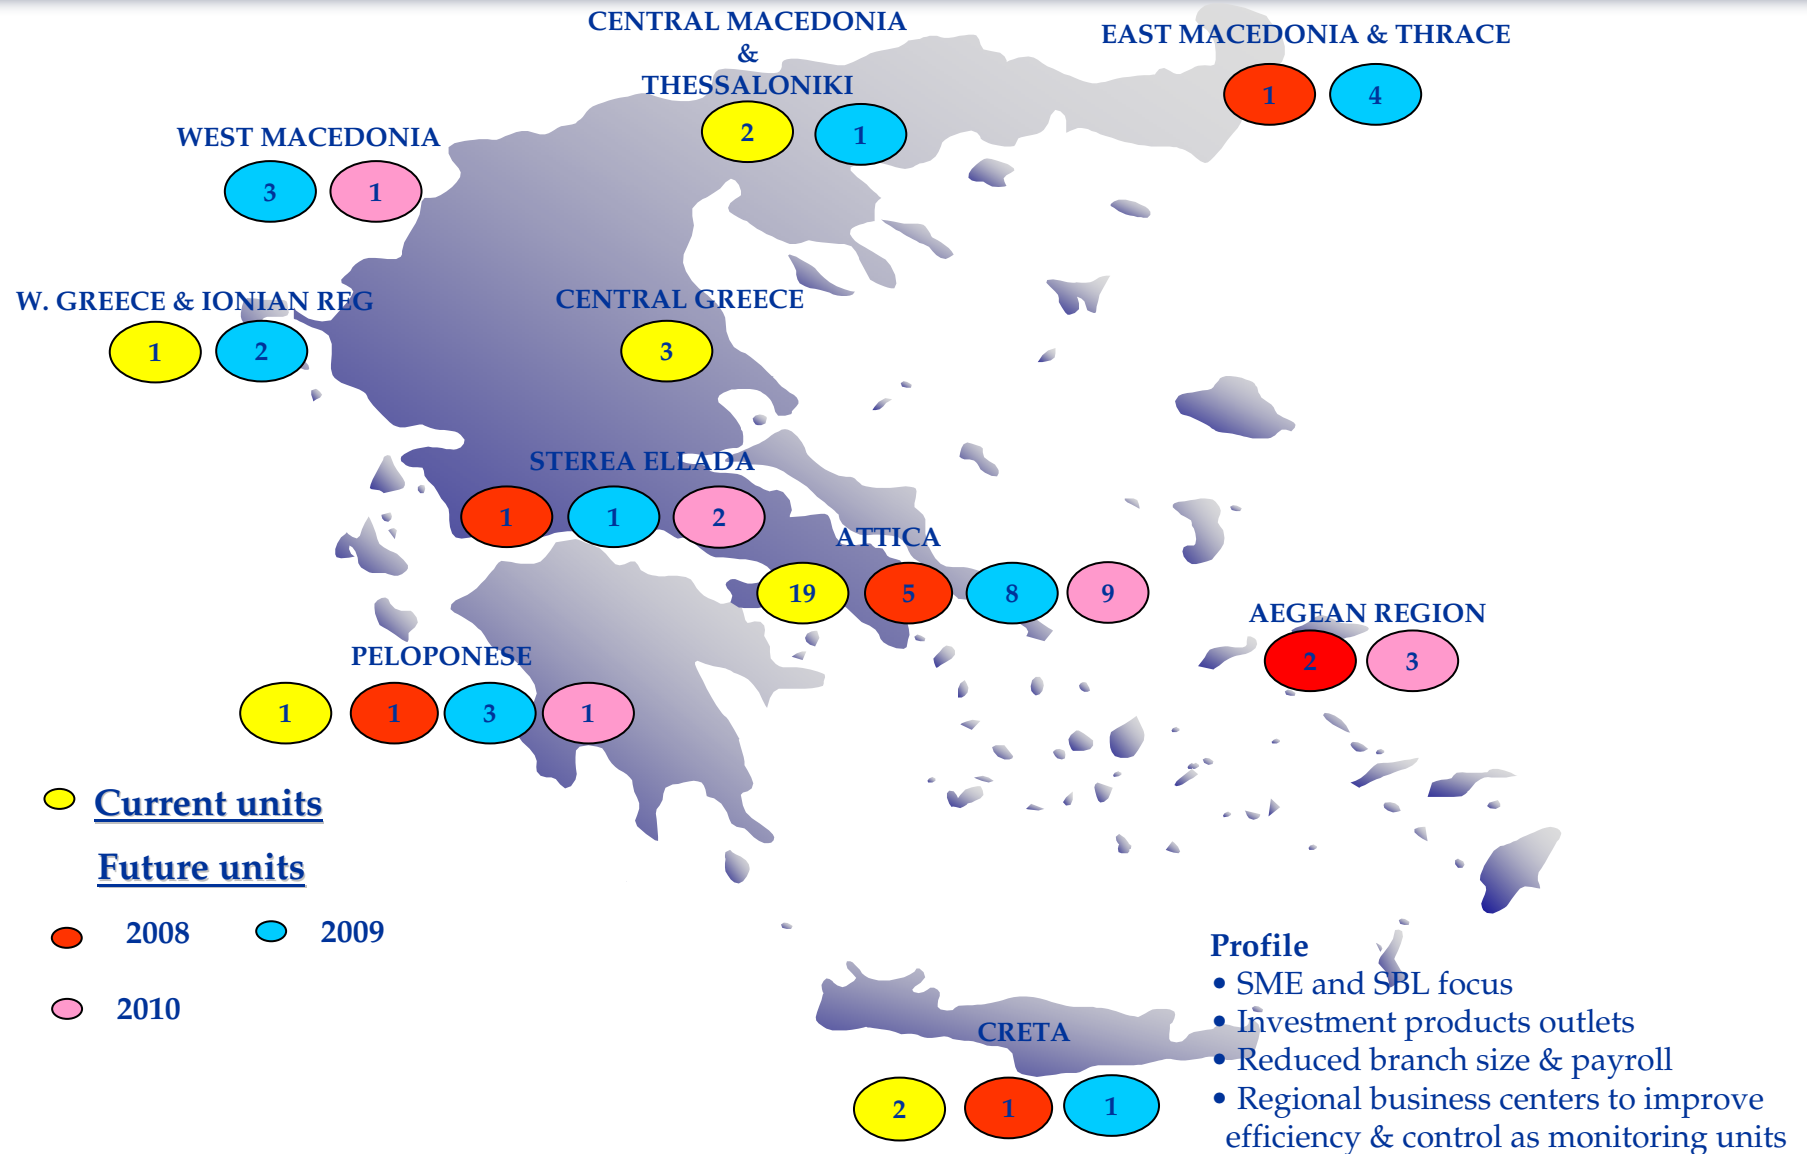 CENTRAL MACEDONIA
&
THESSALONIKI
2 1
EAST MACEDONIA & THRACE
1 4
WEST MACEDONIA
3 1
W. GREECE & IONIAN REG
1 2
CENTRAL GREECE
3
STEREA ELLADA
1 1 2
ATTICA
19 5 8 9
AEGEAN REGION
2 3
PELOPONESE
1 1 3 1
Current units
Future units
2008 2009
2010
CRETA
2 1 1
Profile
• SME and SBL focus
• Investment products outlets
• Reduced branch size & payroll
• Regional business centers to improve
efficiency & control as monitoring units